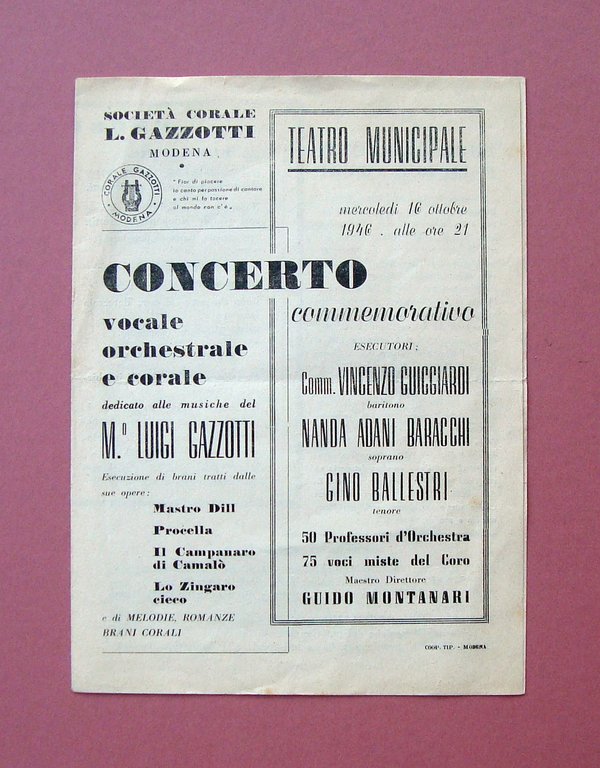 SOCIETÀ CORALE
L. GAZZOTTI
MODENA
CORALE GAZZOTTI
MODENA
"Fior di piacere
io canto per passione di cantare
e chi mi fa tacere
al mondo non c'è„
TEATRO MUNICIPALE
mercoledì 16 ottobre
1946 . alle ore 21
CONCERTO
commemorativo
vocale
orchestrale
e corale
dedicato alle musiche del
M.º LUIGI GAZZOTTI
Esecuzione di brani tratti dalle
sue opere:
Mastro Dill
Procella
Il Campanaro
di Camalò
Lo Zingaro
cieco
e di MELODIE, ROMANZE
BRANI CORALI
ESECUTORI:
Comm. VINCENZO GUICCIARDI
baritono
NANDA ADANI BARACCHI
soprano
GINO BALLESTRI
tenore
50 Professori d'Orchestra
75 voci miste del Coro
Maestro Direttore
GUIDO MONTANARI
COOP. TIP. - MODENA